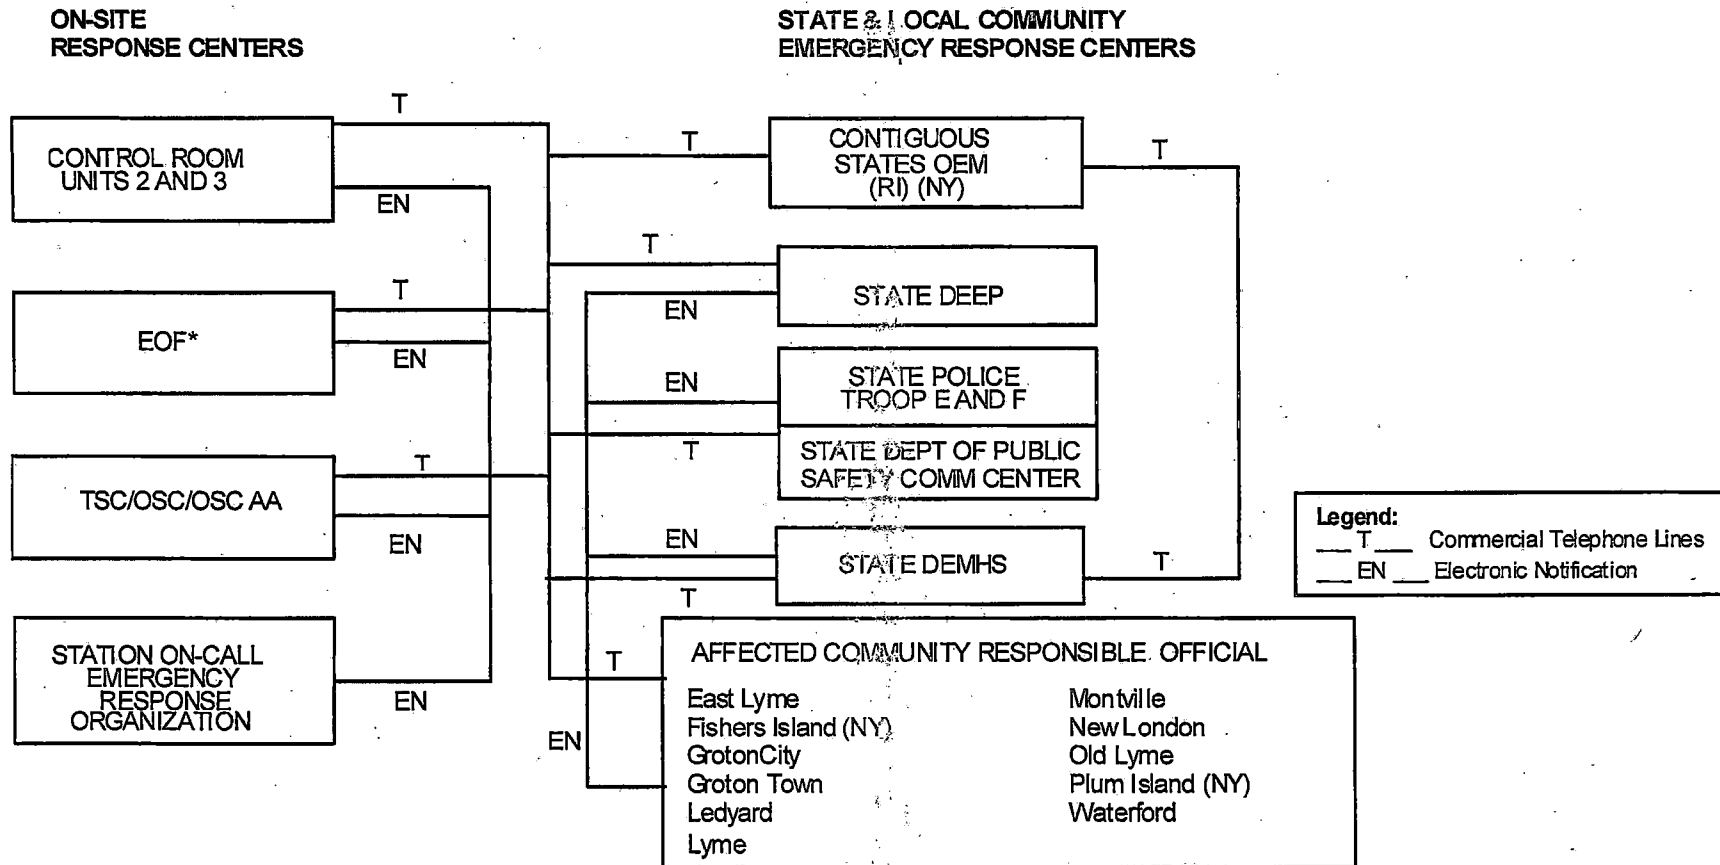 ON-SITE
RESPONSE CENTERS
STATE & LOCAL COMMUNITY
EMERGENCY RESPONSE CENTERS
T
CONTROL ROOM
UNITS 2 AND 3
EN
T
CONTIGUOUS
STATES OEM
(RI) (NY)
T
T
EOF*
EN
T
STATE DEEP
EN
EN
STATE POLICE
TROOP E AND F
T
STATE DEPT OF PUBLIC
SAFETY COMM CENTER
T
TSC/OSC/OSC AA
EN
EN
STATE DEMHS
T
T
Legend:
T Commercial Telephone Lines
EN Electronic Notification
STATION ON-CALL
EMERGENCY
RESPONSE
ORGANIZATION
EN
T
EN
AFFECTED COMMUNITY RESPONSIBLE OFFICIAL
East Lyme
Fishers Island (NY)
GrotonCity
Groton Town
Ledyard
Lyme
Montville
New London
Old Lyme
Plum Island (NY)
Waterford